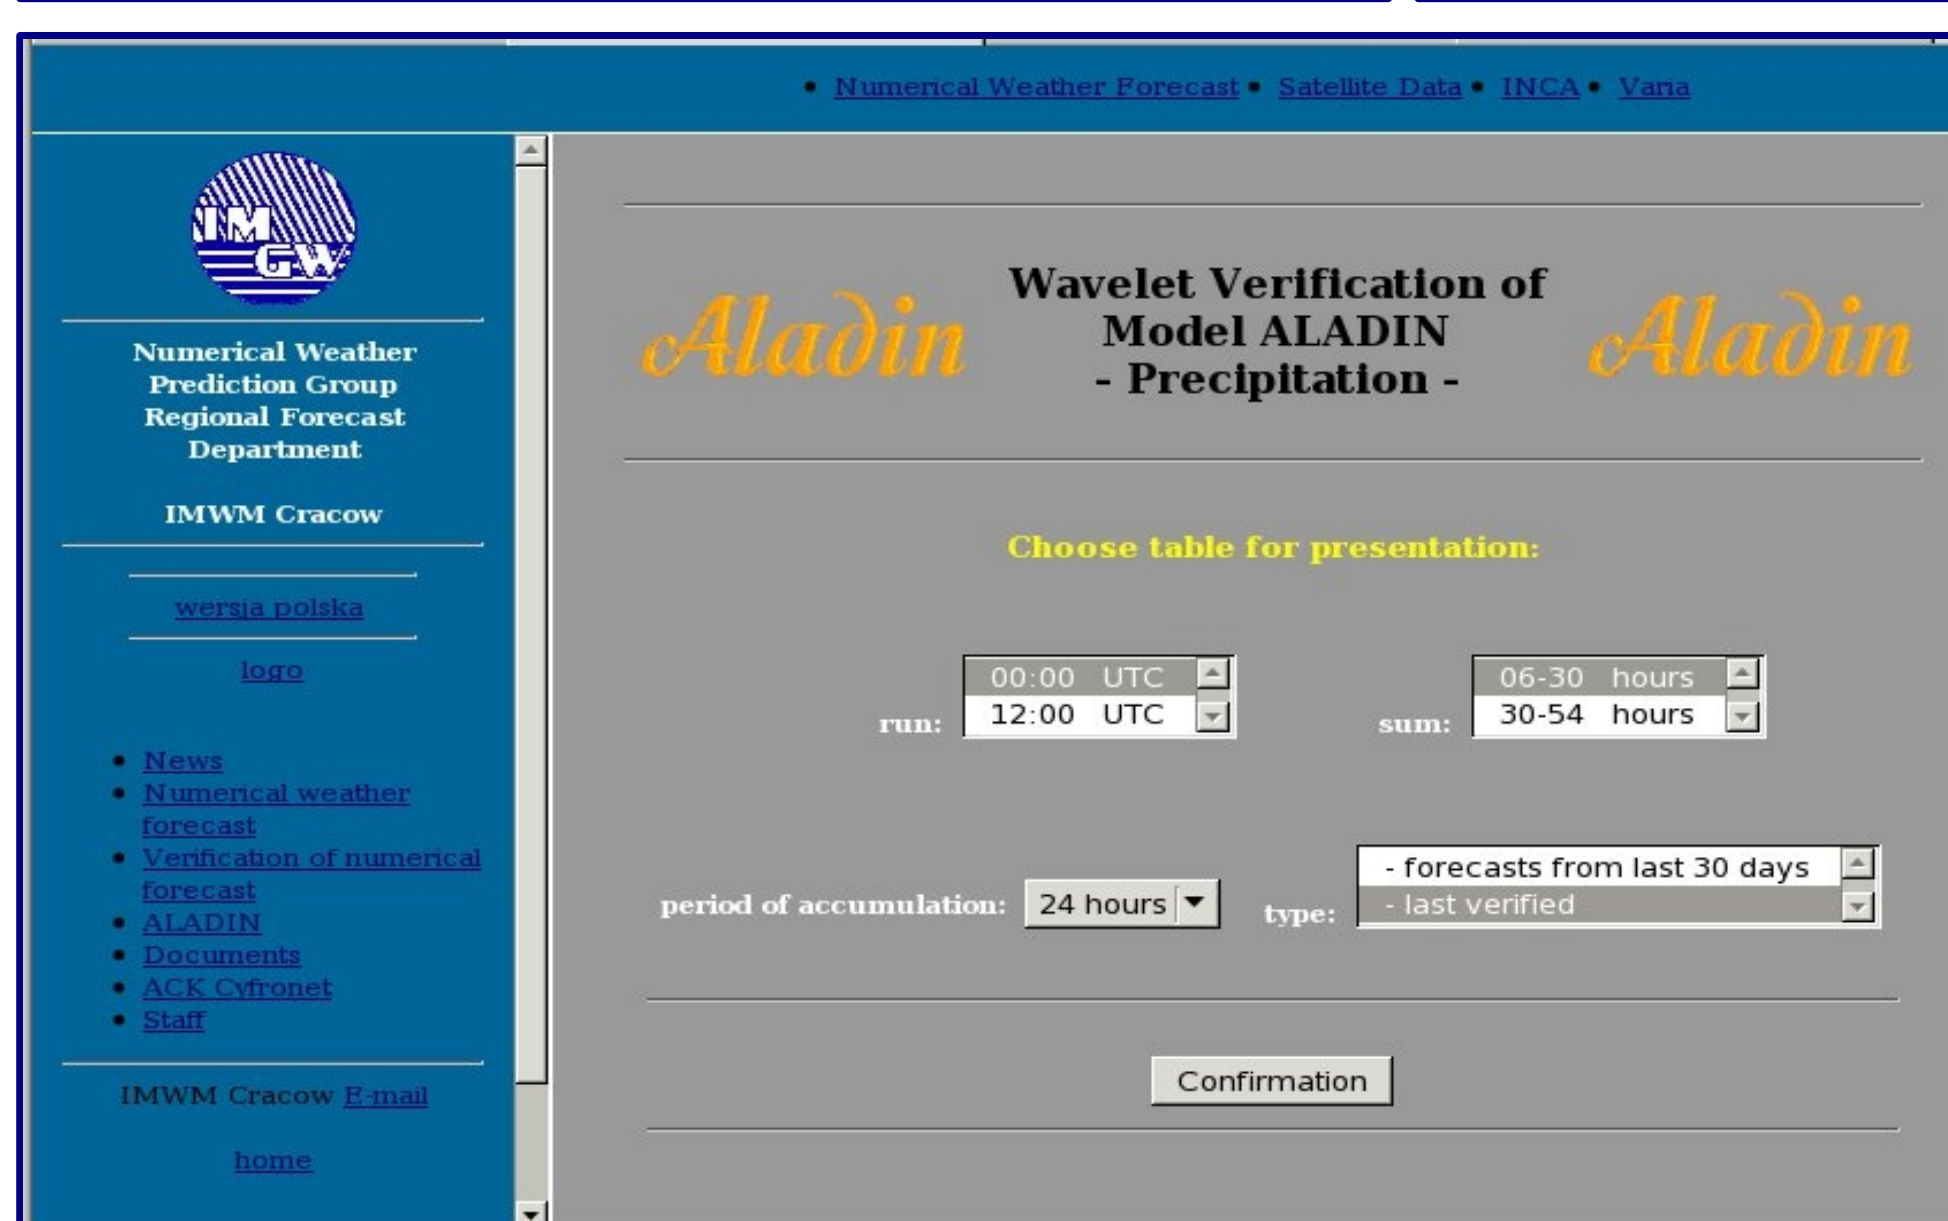 • Numerical Weather Forecast • Satellite Data • INCA • Varia
IM
GW
Numerical Weather
Prediction Group
Regional Forecast
Department
IMWM Cracow
wersja polska
logo
• News
• Numerical weather
forecast
• Verification of numerical
forecast
• ALADIN
• Documents
• ACK Cyfronet
• Staff
IMWM Cracow E-mail
home
Aladin
Wavelet Verification of
Model ALADIN
- Precipitation -
Aladin
Choose table for presentation:
run:
00:00 UTC
12:00 UTC
sum:
06-30 hours
30-54 hours
period of accumulation: 24 hours
type:
- forecasts from last 30 days
- last verified
Confirmation